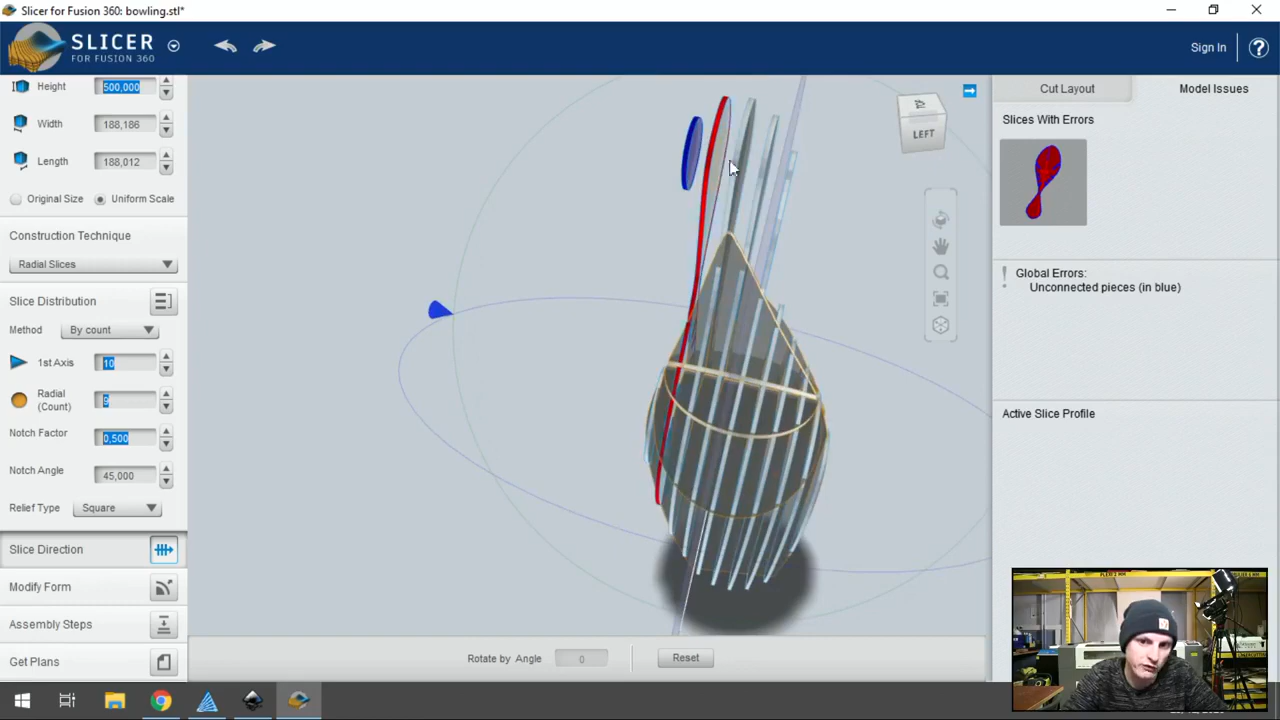 Slicer for Fusion 360: bowling.stl*
SLICER
FOR FUSION 360
Sign In
?
Height 500,000
Width 188,186
Length 188,012
Original Size Uniform Scale
Construction Technique
Radial Slices
Slice Distribution
Method By count
1st Axis 10
Radial (Count) 9
Notch Factor 0,500
Notch Angle 45,000
Relief Type Square
Slice Direction
Modify Form
Assembly Steps
Get Plans
LEFT
Rotate by Angle 0
Reset
Cut Layout
Model Issues
Slices With Errors
Global Errors:
Unconnected pieces (in blue)
Active Slice Profile